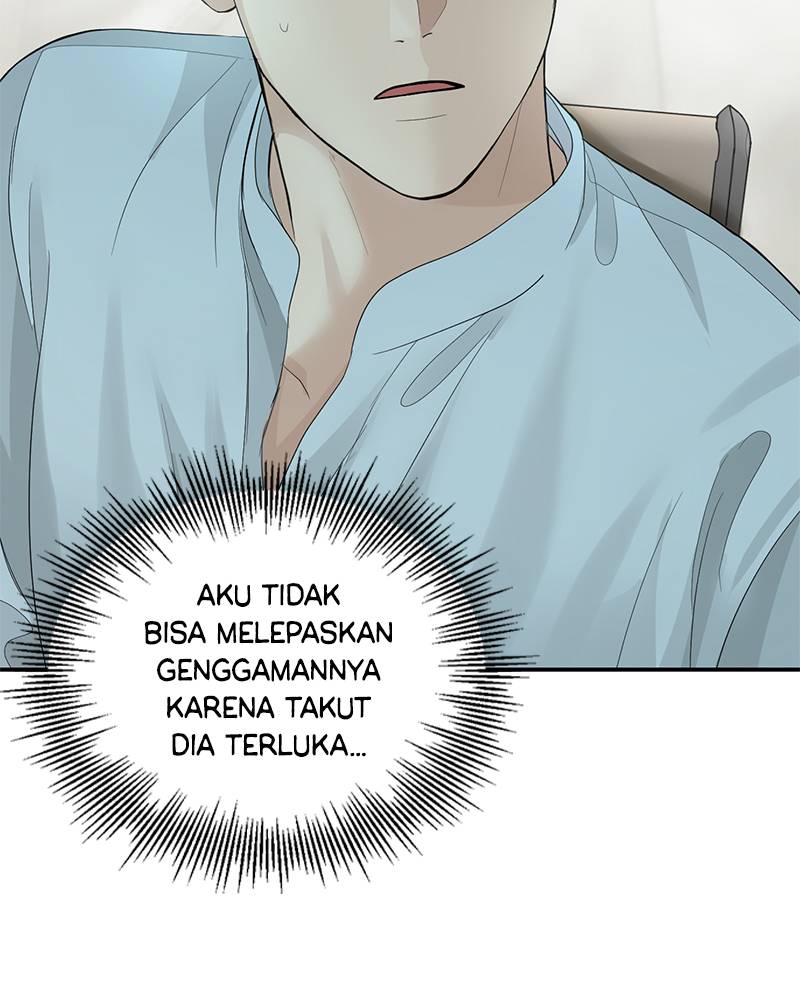 AKU TIDAK
BISA MELEPASKAN
GENGGAMANNYA
KARENA TAKUT
DIA TERLUKA...